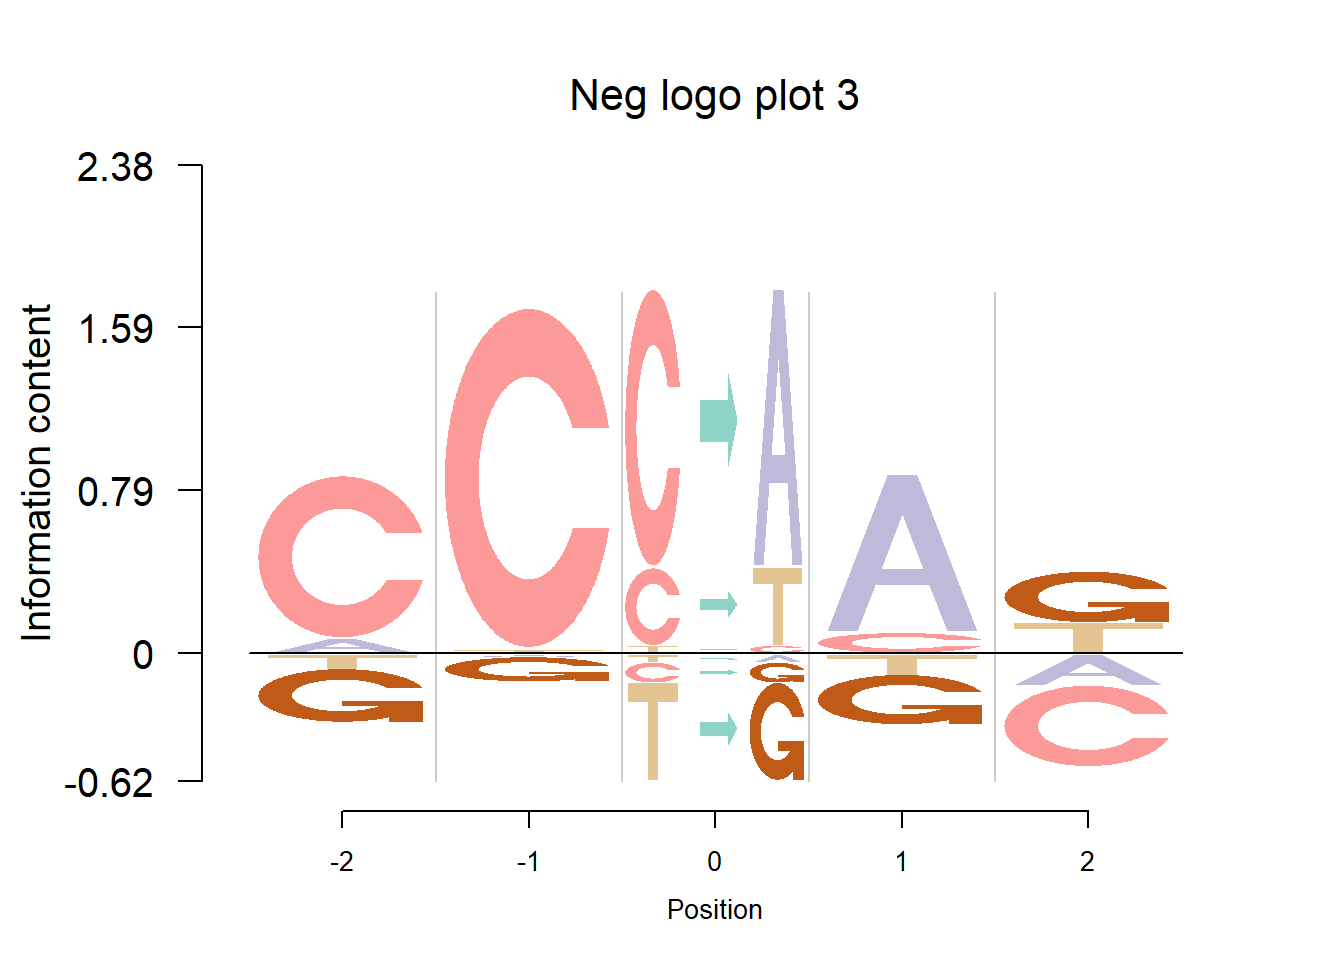 Neg logo plot 3
Information content
2.38
1.59
0.79
0
-0.62
C
A
T
G
C
G
C A
C T
T C
T A
C G
T G
A
C
T
G
G
T
A
C
-2 -1 0 1 2
Position